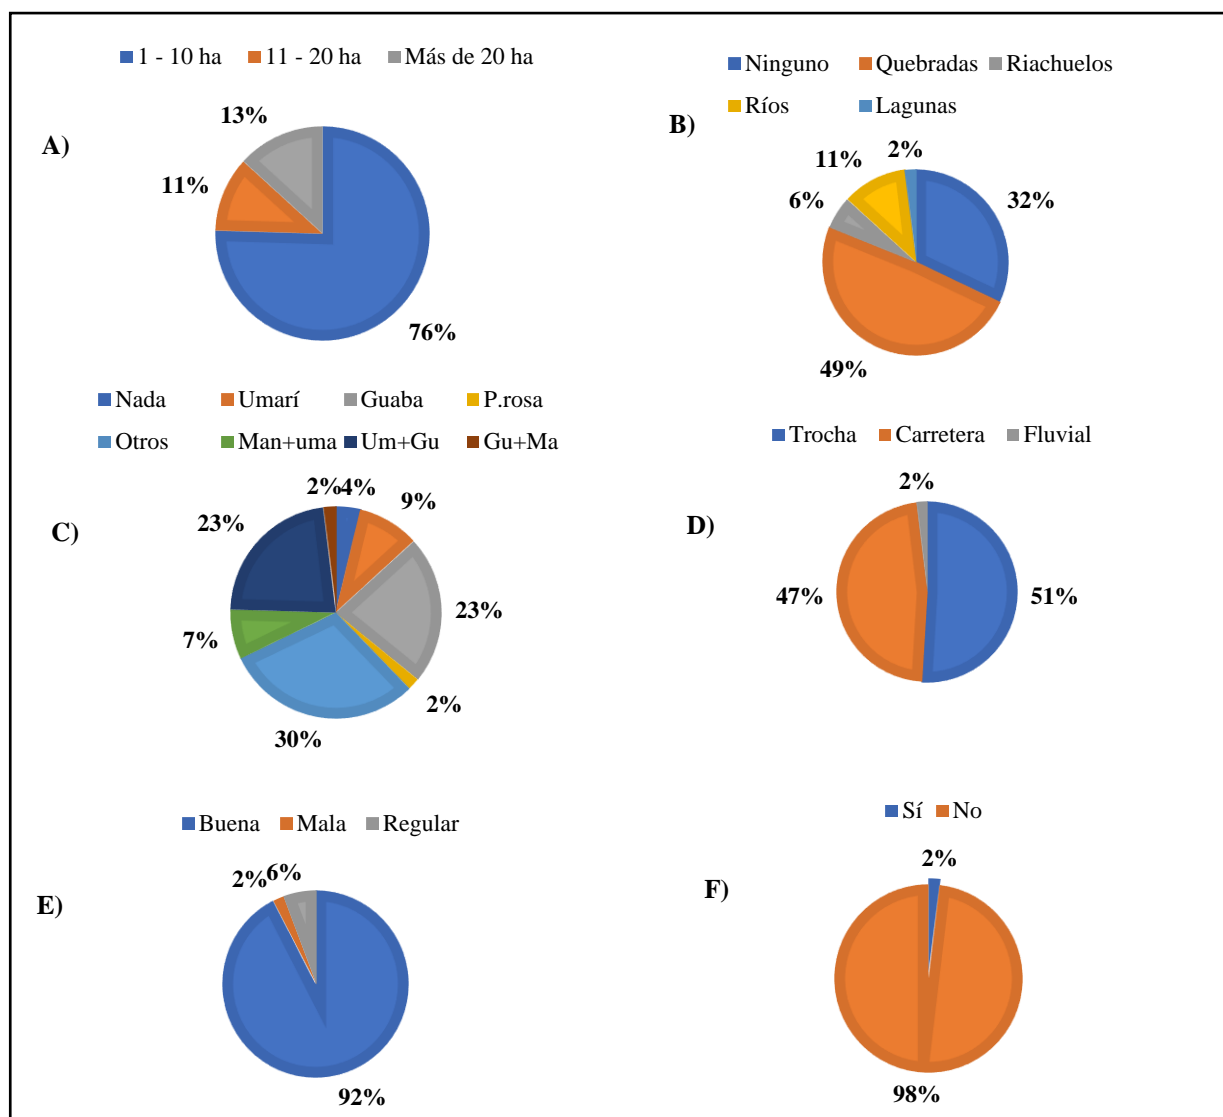 1 - 10 ha 11 - 20 ha Más de 20 ha
A)
13%
11%
76%
Ninguno Quebradas Riachuelos
Ríos Lagunas
B)
11% 2%
6% 32%
49%
Nada Umarí Guaba P.rosa
Otros Man+uma Um+Gu Gu+Ma
C)
2% 4%
9%
23%
23%
7%
2%
30%
Trocha Carretera Fluvial
D)
2%
47% 51%
Buena Mala Regular
E)
2% 6%
92%
Sí No
F)
2%
98%